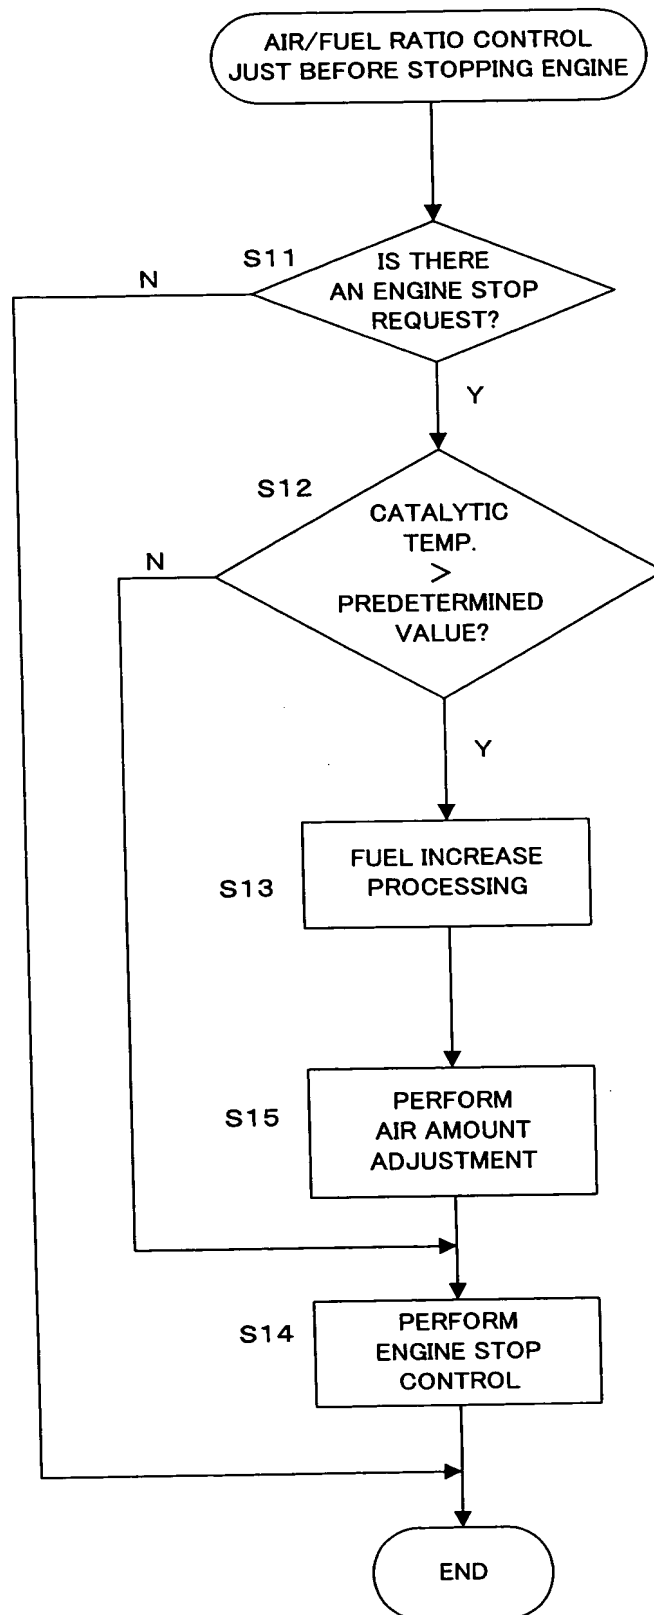 AIR/FUEL RATIO CONTROL
JUST BEFORE STOPPING ENGINE
S11
N
IS THERE
AN ENGINE STOP
REQUEST?
Y
S12
N
CATALYTIC
TEMP.
>
PREDETERMINED
VALUE?
Y
S13
FUEL INCREASE
PROCESSING
S15
PERFORM
AIR AMOUNT
ADJUSTMENT
S14
PERFORM
ENGINE STOP
CONTROL
END